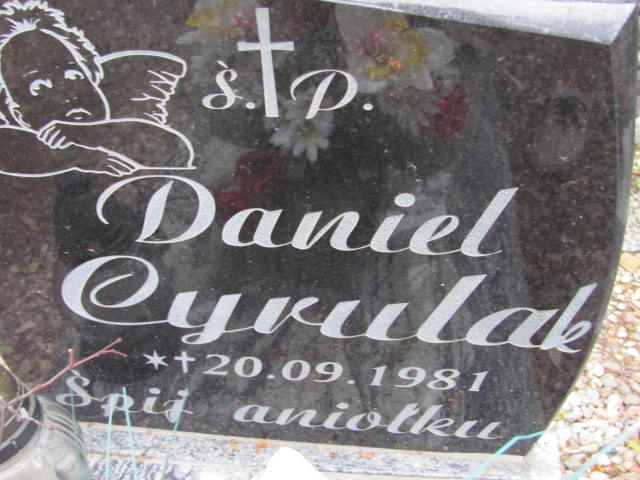 Ś. P.
Daniel
Cyrulak
*† 20.09.1981
Śpij aniołku